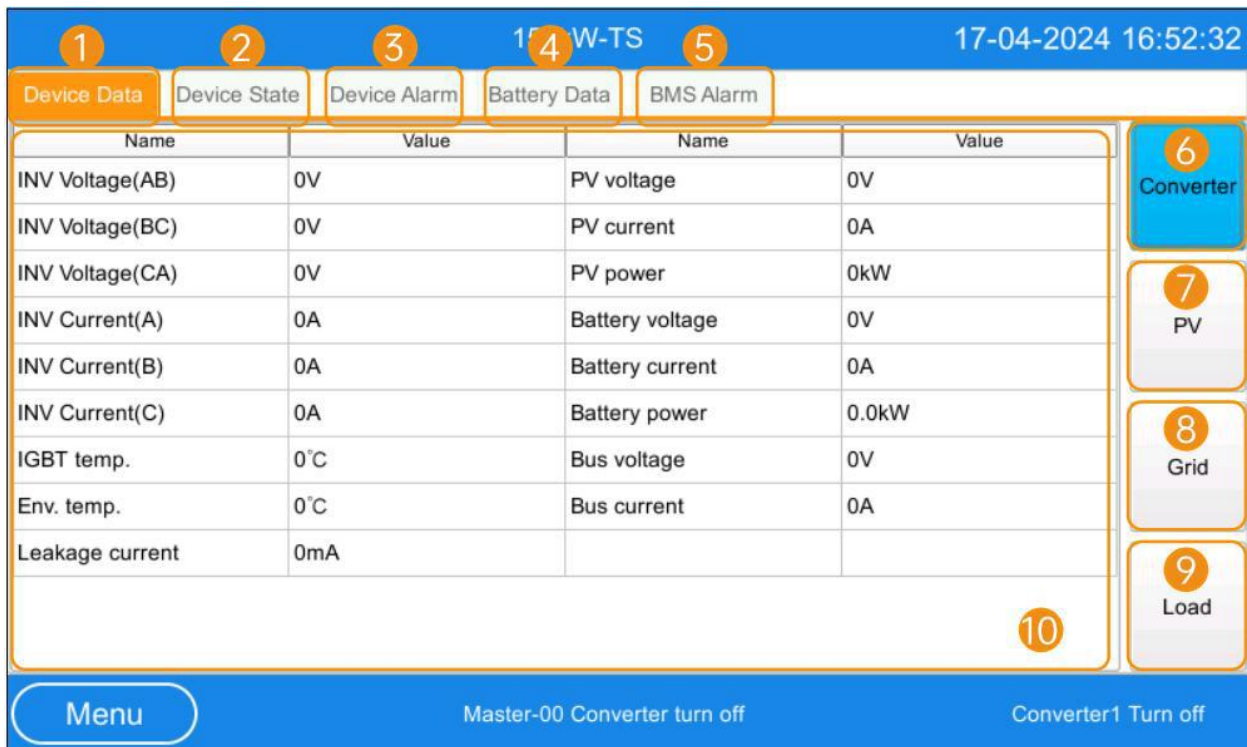 W-TS 17-04-2024 16:52:32
1 2 3 4 5
Device Data Device State Device Alarm Battery Data BMS Alarm
Name Value Name Value
INV Voltage(AB) 0V PV voltage 0V
INV Voltage(BC) 0V PV current 0A
INV Voltage(CA) 0V PV power 0kW
INV Current(A) 0A Battery voltage 0V
INV Current(B) 0A Battery current 0A
INV Current(C) 0A Battery power 0.0kW
IGBT temp. 0°C Bus voltage 0V
Env. temp. 0°C Bus current 0A
Leakage current 0mA
6
Converter
7
PV
8
Grid
9
Load
10
Menu Master-00 Converter turn off Converter1 Turn off